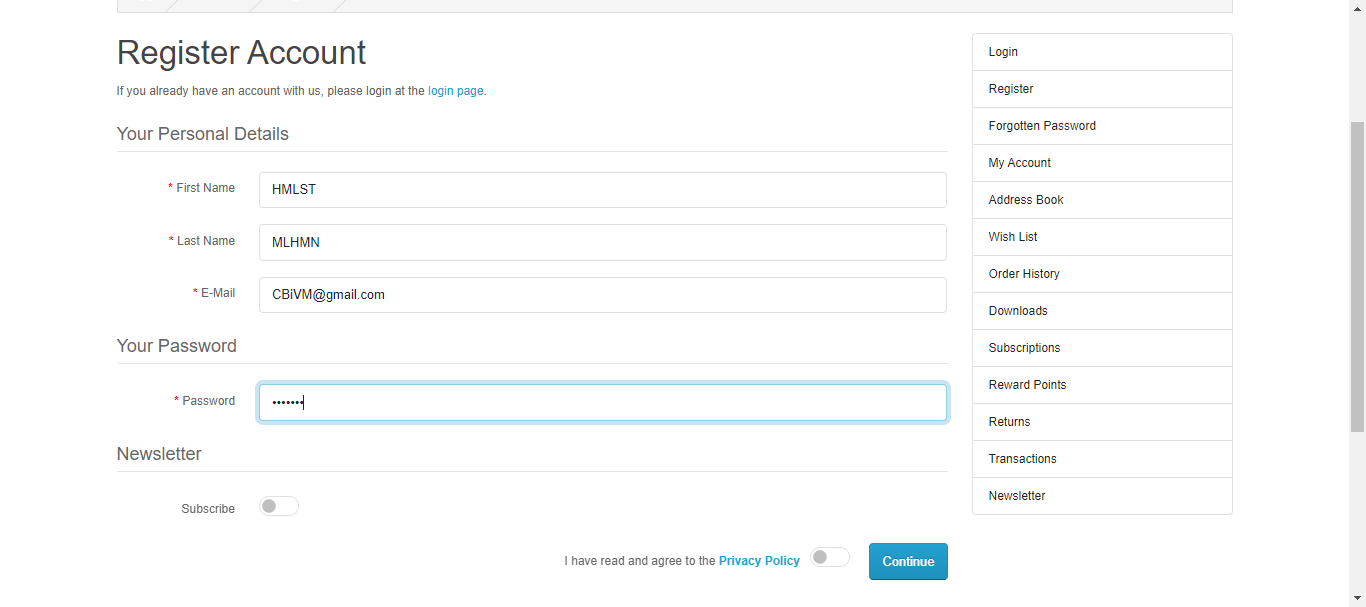 Register Account
If you already have an account with us, please login at the login page.
Your Personal Details
* First Name
HMLST
* Last Name
MLHMN
* E-Mail
CBiVM@gmail.com
Your Password
* Password
•••••••
Newsletter
Subscribe
I have read and agree to the Privacy Policy
Continue
Login
Register
Forgotten Password
My Account
Address Book
Wish List
Order History
Downloads
Subscriptions
Reward Points
Returns
Transactions
Newsletter